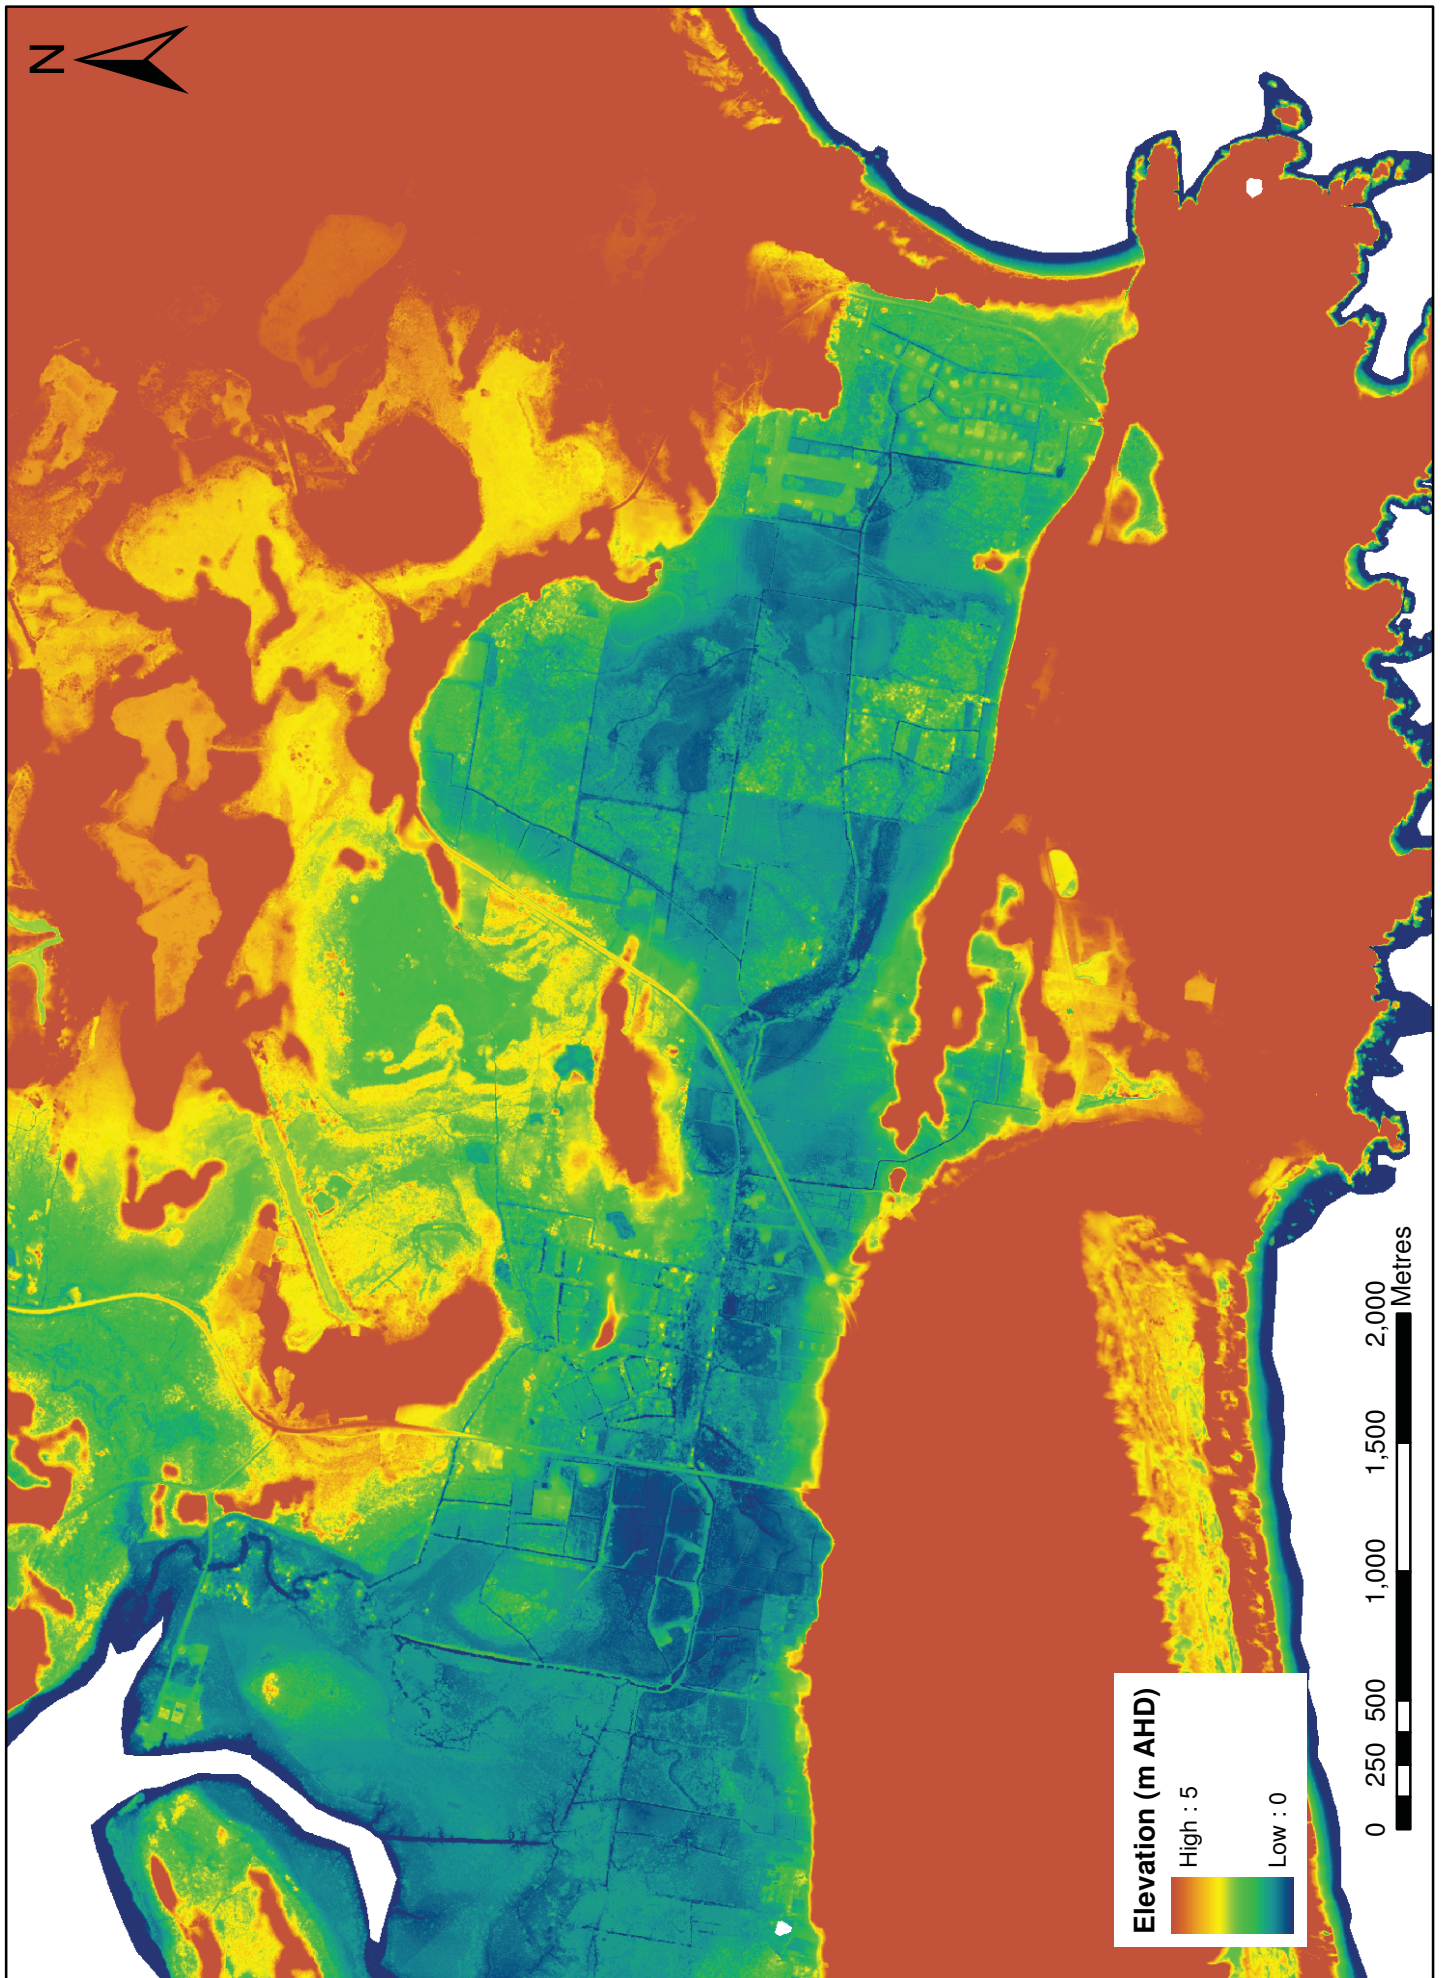 N
Elevation (m AHD)
High : 5
Low : 0
0 250 500 1,000 1,500 2,000
Metres